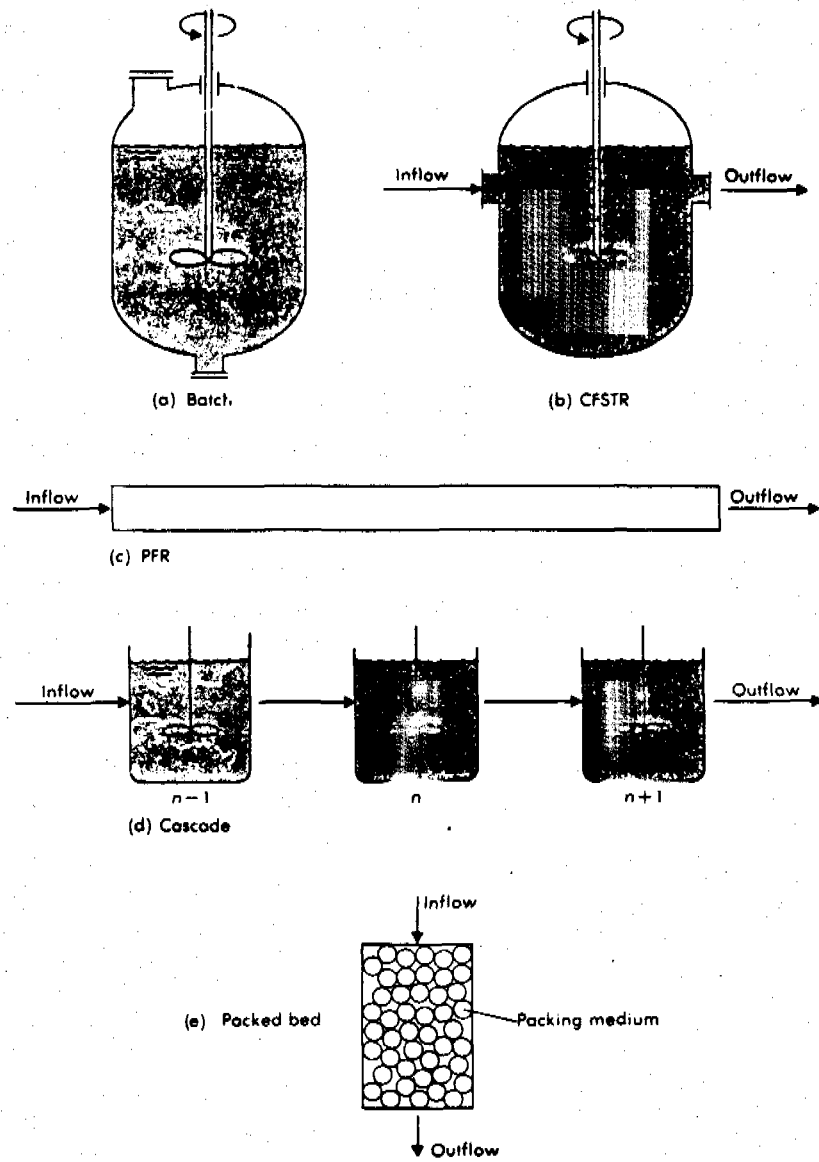 Inflow
Outflow
(a) Batch
(b) CFSTR
Inflow
Outflow
(c) PFR
Inflow
Outflow
n-1
n
n+1
(d) Cascade
Inflow
(e) Packed bed
Packing medium
Outflow